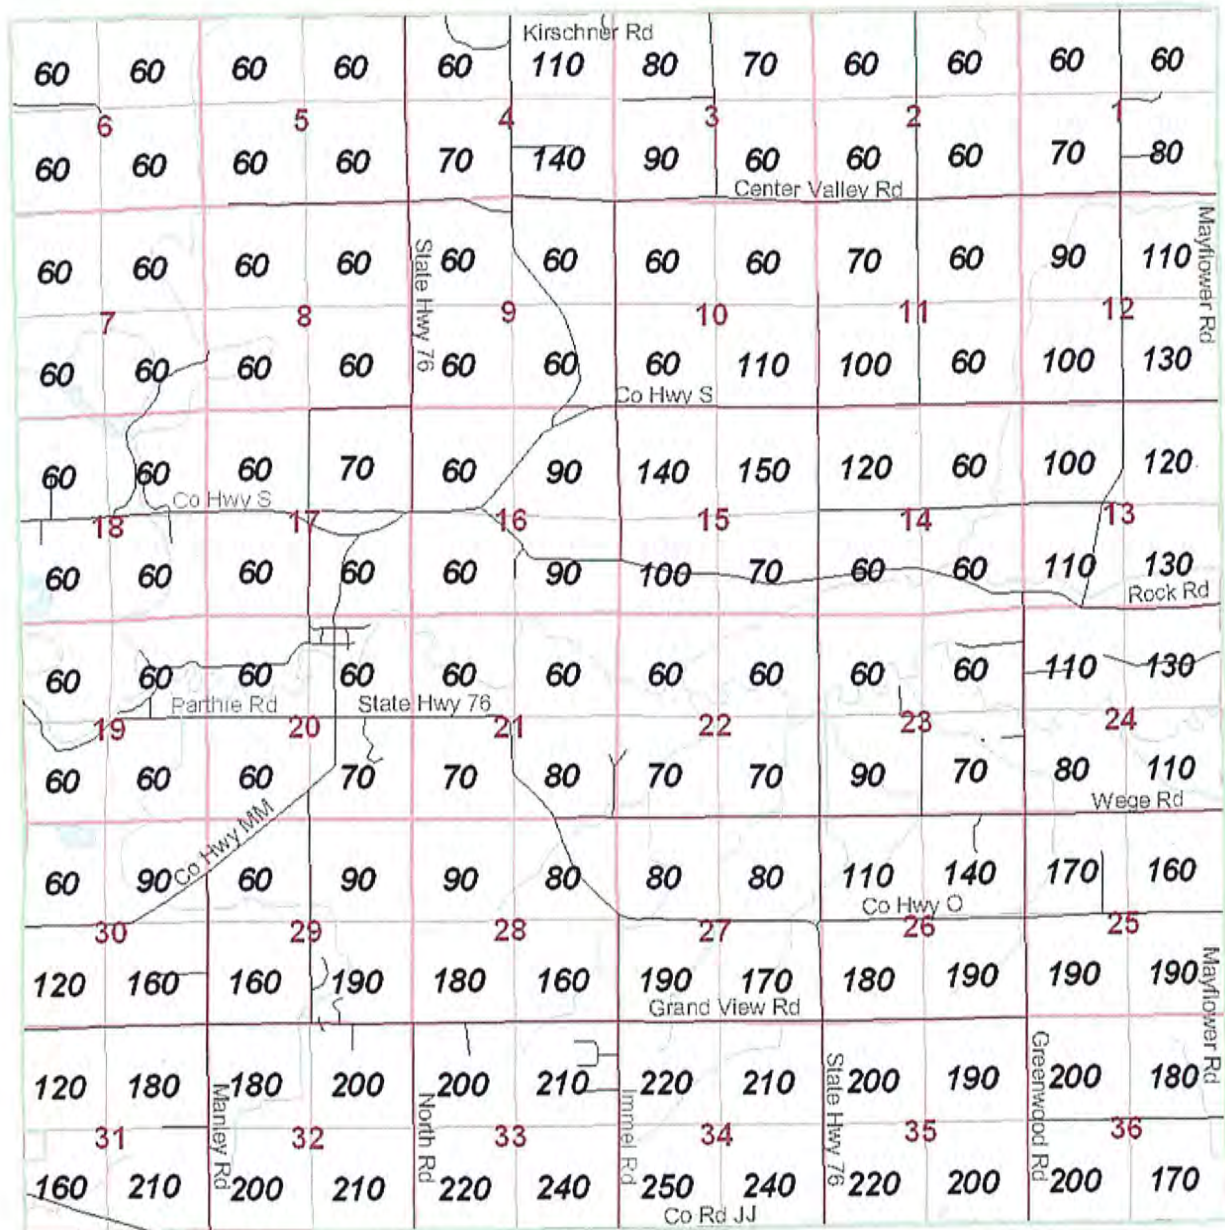 Kirschner Rd
60 60 60 60 60 110 80 70 60 60 60 60
6 5 4 3 2 1
60 60 60 60 70 140 90 60 60 60 70 80
Center Valley Rd
60 60 60 60 60 60 60 60 70 60 90 110
State Hwy 76
Mayflower Rd
7 8 9 10 11 12
60 60 60 60 60 60 60 110 100 60 100 130
Co Hwy S
60 60 60 70 60 90 140 150 120 60 100 120
Co Hwy S
18 17 16 15 14 13
60 60 60 60 60 90 100 70 60 60 110 130
Rock Rd
60 60 60 60 60 60 60 60 60 60 110 130
Parthie Rd State Hwy 76
19 20 21 22 23 24
60 60 60 70 70 80 70 70 90 70 80 110
Wege Rd
Co Hwy MM
60 90 60 90 90 80 80 80 110 140 170 160
Co Hwy O
30 29 28 27 26 25
120 160 160 190 180 160 190 170 180 190 190 190
Grand View Rd
Mayflower Rd
120 180 180 200 200 210 220 210 200 190 200 180
Manley Rd
North Rd
Immel Rd
State Hwy 76
Greenwood Rd
31 32 33 34 35 36
160 210 200 210 220 240 250 240 220 200 200 170
Co Rd JJ